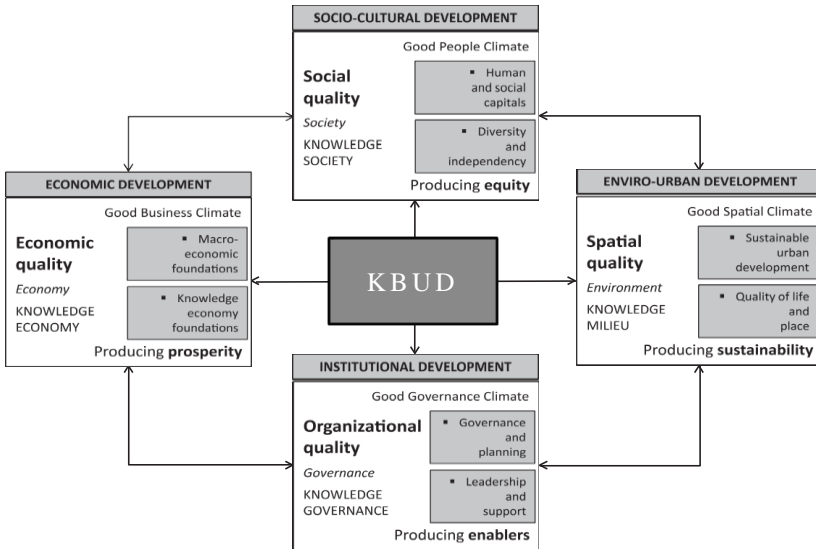 SOCIO-CULTURAL DEVELOPMENT
Good People Climate
Social
quality
Society
KNOWLEDGE
SOCIETY
▪ Human
and social
capitals
▪ Diversity
and
independency
Producing equity
ECONOMIC DEVELOPMENT
Good Business Climate
Economic
quality
Economy
KNOWLEDGE
ECONOMY
▪ Macro-
economic
foundations
▪ Knowledge
economy
foundations
Producing prosperity
KBUD
ENVIRO-URBAN DEVELOPMENT
Good Spatial Climate
Spatial
quality
Environment
KNOWLEDGE
MILIEU
▪ Sustainable
urban
development
▪ Quality of life
and
place
Producing sustainability
INSTITUTIONAL DEVELOPMENT
Good Governance Climate
Organizational
quality
Governance
KNOWLEDGE
GOVERNANCE
▪ Governance
and
planning
▪ Leadership
and
support
Producing enablers